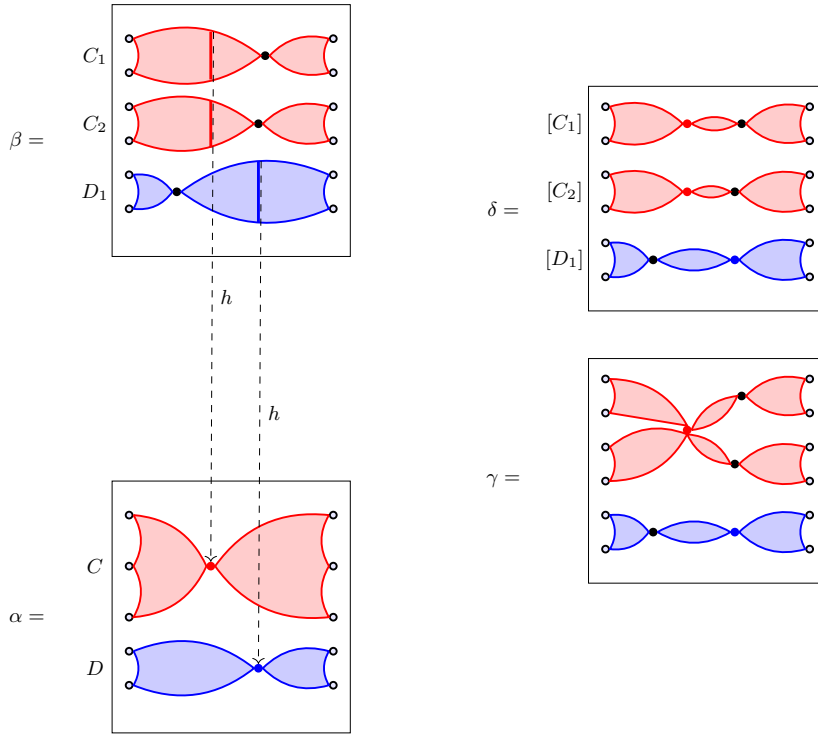 C₁
C₂
β =
D₁
h
h
C
α =
D
[C₁]
[C₂]
δ =
[D₁]
γ =